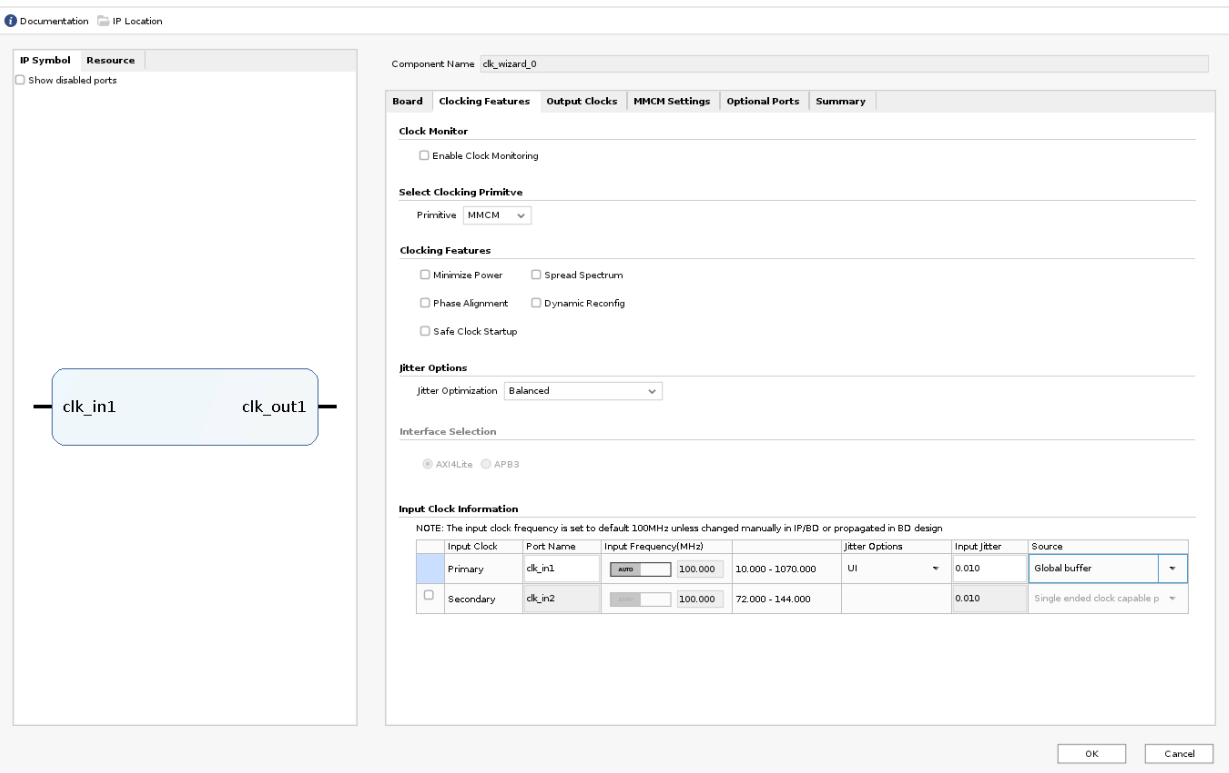 Documentation IP Location
IP Symbol Resource
Show disabled ports
clk_in1 clk_out1
Component Name clk_wizard_0
Board Clocking Features Output Clocks MMCM Settings Optional Ports Summary
Clock Monitor
Enable Clock Monitoring
Select Clocking Primitve
Primitive MMCM
Clocking Features
Minimize Power Spread Spectrum
Phase Alignment Dynamic Reconfig
Safe Clock Startup
Jitter Options
Jitter Optimization Balanced
Interface Selection
AXI4Lite APB3
Input Clock Information
NOTE: The input clock frequency is set to default 100MHz unless changed manually in IP/BD or propagated in BD design
Input Clock Port Name Input Frequency(MHz) Jitter Options Input Jitter Source
Primary clk_in1 AUTO 100.000 10.000 - 1070.000 UI 0.010 Global buffer
Secondary clk_in2 AUTO 100.000 72.000 - 144.000 0.010 Single ended clock capable p
OK Cancel